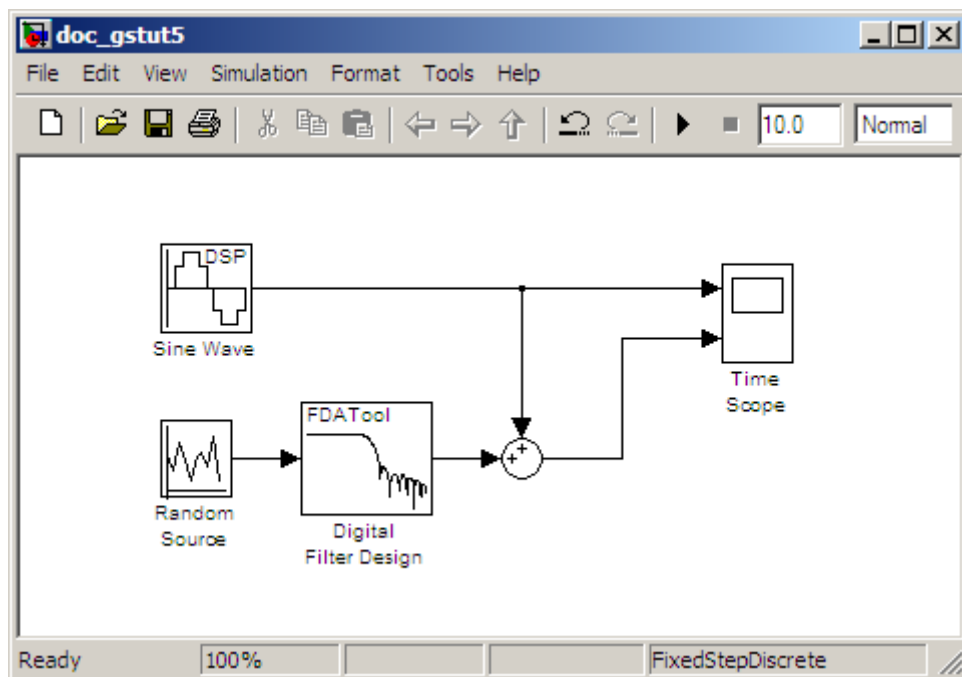 doc_gstut5
File Edit View Simulation Format Tools Help
10.0 Normal
DSP
Sine Wave
Time
Scope
FDATool
Random
Source
Digital
Filter Design
Ready 100% FixedStepDiscrete